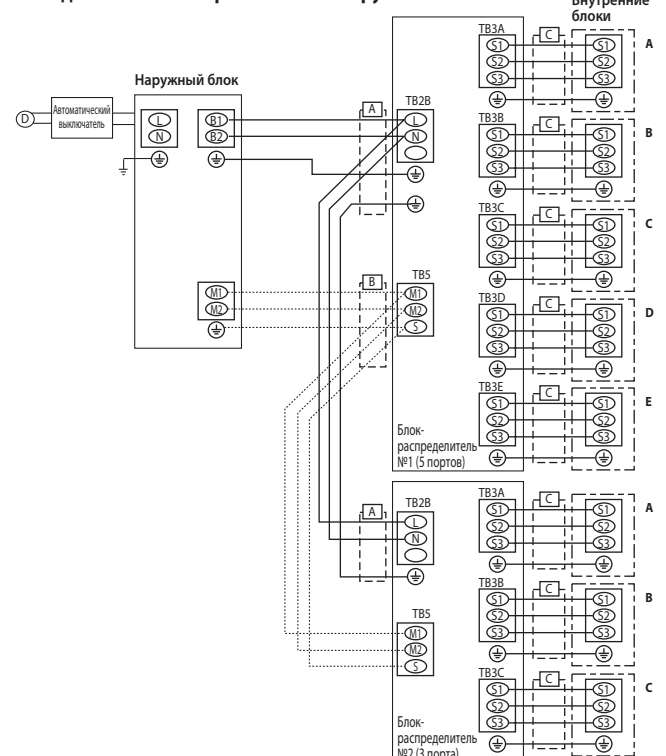 Внутренние
блоки
Наружный блок
D
Автоматический
выключатель
L
N
B1
B2
M1
M2
A
TB2B
L
N
B
TB5
M1
M2
S
Блок-
распределитель
№1 (5 портов)
TB3A
S1
S2
S3
C
S1
S2
S3
A
TB3B
S1
S2
S3
C
S1
S2
S3
B
TB3C
S1
S2
S3
C
S1
S2
S3
C
TB3D
S1
S2
S3
C
S1
S2
S3
D
TB3E
S1
S2
S3
C
S1
S2
S3
E
A
TB2B
L
N
TB5
M1
M2
S
Блок-
распределитель
№2 (3 порта)
TB3A
S1
S2
S3
C
S1
S2
S3
A
TB3B
S1
S2
S3
C
S1
S2
S3
B
TB3C
S1
S2
S3
C
S1
S2
S3
C